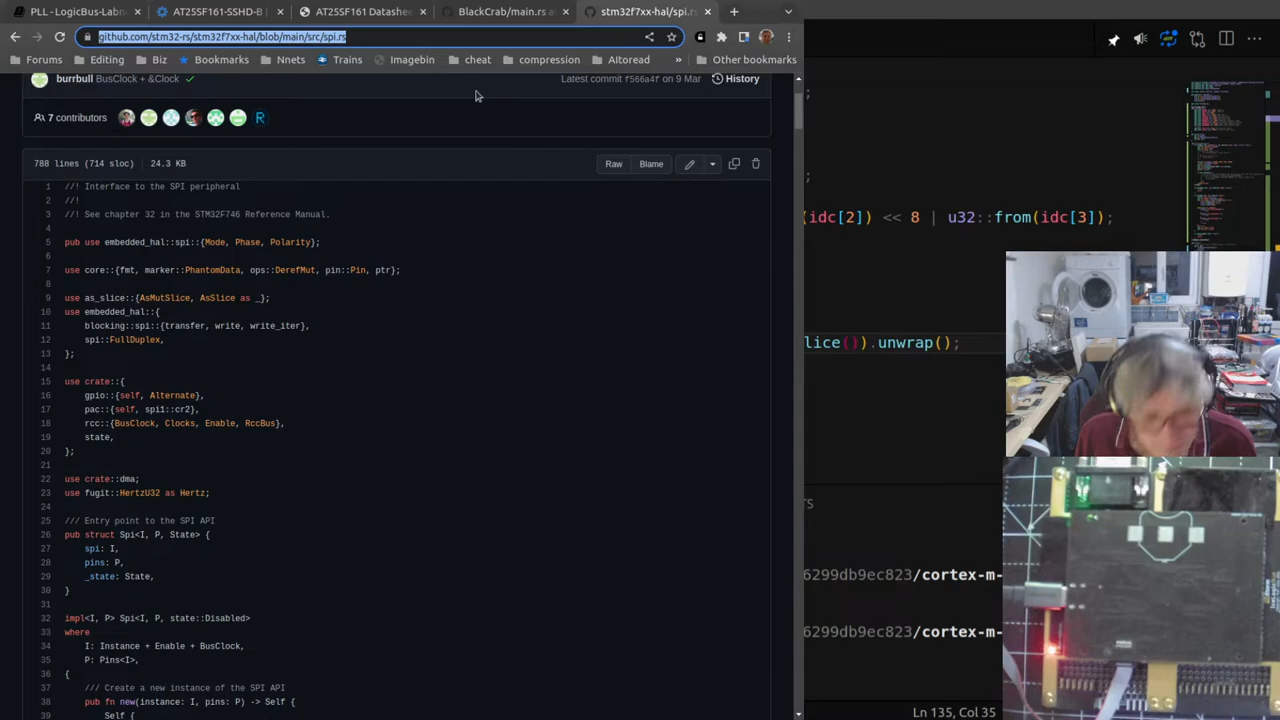 PLL - LogicBus-Labn
AT25SF161-SSHD-B
AT25SF161 Datashee
BlackCrab/main.rs a
stm32f7xx-hal/spi.rs
github.com/stm32-rs/stm32f7xx-hal/blob/main/src/spi.rs
Forums
Editing
Biz
Bookmarks
Nnets
Trains
Imagebin
cheat
compression
AItoread
»
Other bookmarks
burrbull BusClock + &Clock
Latest commit f566a4f on 9 Mar
History
7 contributors
788 lines (714 sloc) | 24.3 KB
Raw
Blame
1 //! Interface to the SPI peripheral
2 //!
3 //! See chapter 32 in the STM32F746 Reference Manual.
4
5 pub use embedded_hal::spi::{Mode, Phase, Polarity};
6
7 use core::{fmt, marker::PhantomData, ops::DerefMut, pin::Pin, ptr};
8
9 use as_slice::{AsMutSlice, AsSlice as _};
10 use embedded_hal::{
11 blocking::spi::{transfer, write, write_iter},
12 spi::FullDuplex,
13 };
14
15 use crate::{
16 gpio::{self, Alternate},
17 pac::{self, spi1::cr2},
18 rcc::{BusClock, Clocks, Enable, RccBus},
19 state,
20 };
21
22 use crate::dma;
23 use fugit::HertzU32 as Hertz;
24
25 /// Entry point to the SPI API
26 pub struct Spi<I, P, State> {
27 spi: I,
28 pins: P,
29 _state: State,
30 }
31
32 impl<I, P> Spi<I, P, state::Disabled>
33 where
34 I: Instance + Enable + BusClock,
35 P: Pins<I>,
36 {
37 /// Create a new instance of the SPI API
38 pub fn new(instance: I, pins: P) -> Self {
39 Self {
;
;
(idc[2]) << 8 | u32::from(idc[3]);
lice()).unwrap();
rs
6299db9ec823/cortex-m-
6299db9ec823/cortex-m-
Ln 135, Col 35